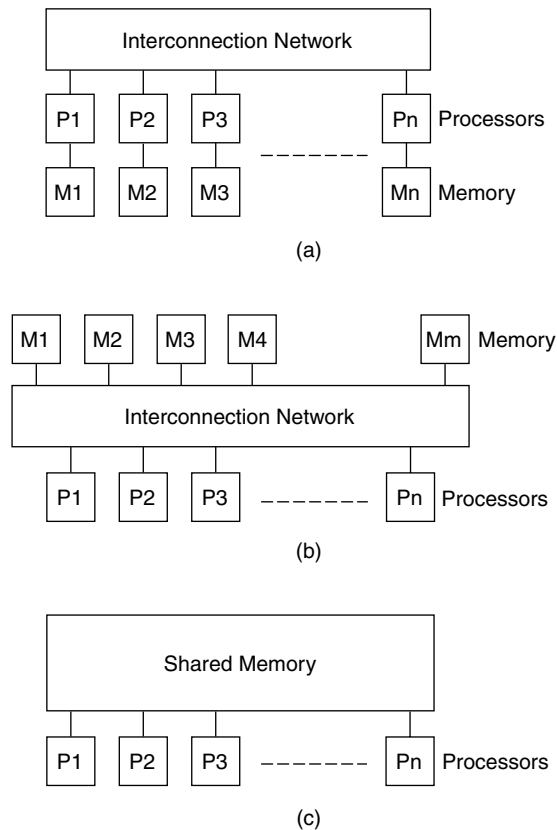 Interconnection Network
P1 P2 P3 Pn Processors
M1 M2 M3 Mn Memory
(a)
M1 M2 M3 M4 Mm Memory
Interconnection Network
P1 P2 P3 Pn Processors
(b)
Shared Memory
P1 P2 P3 Pn Processors
(c)